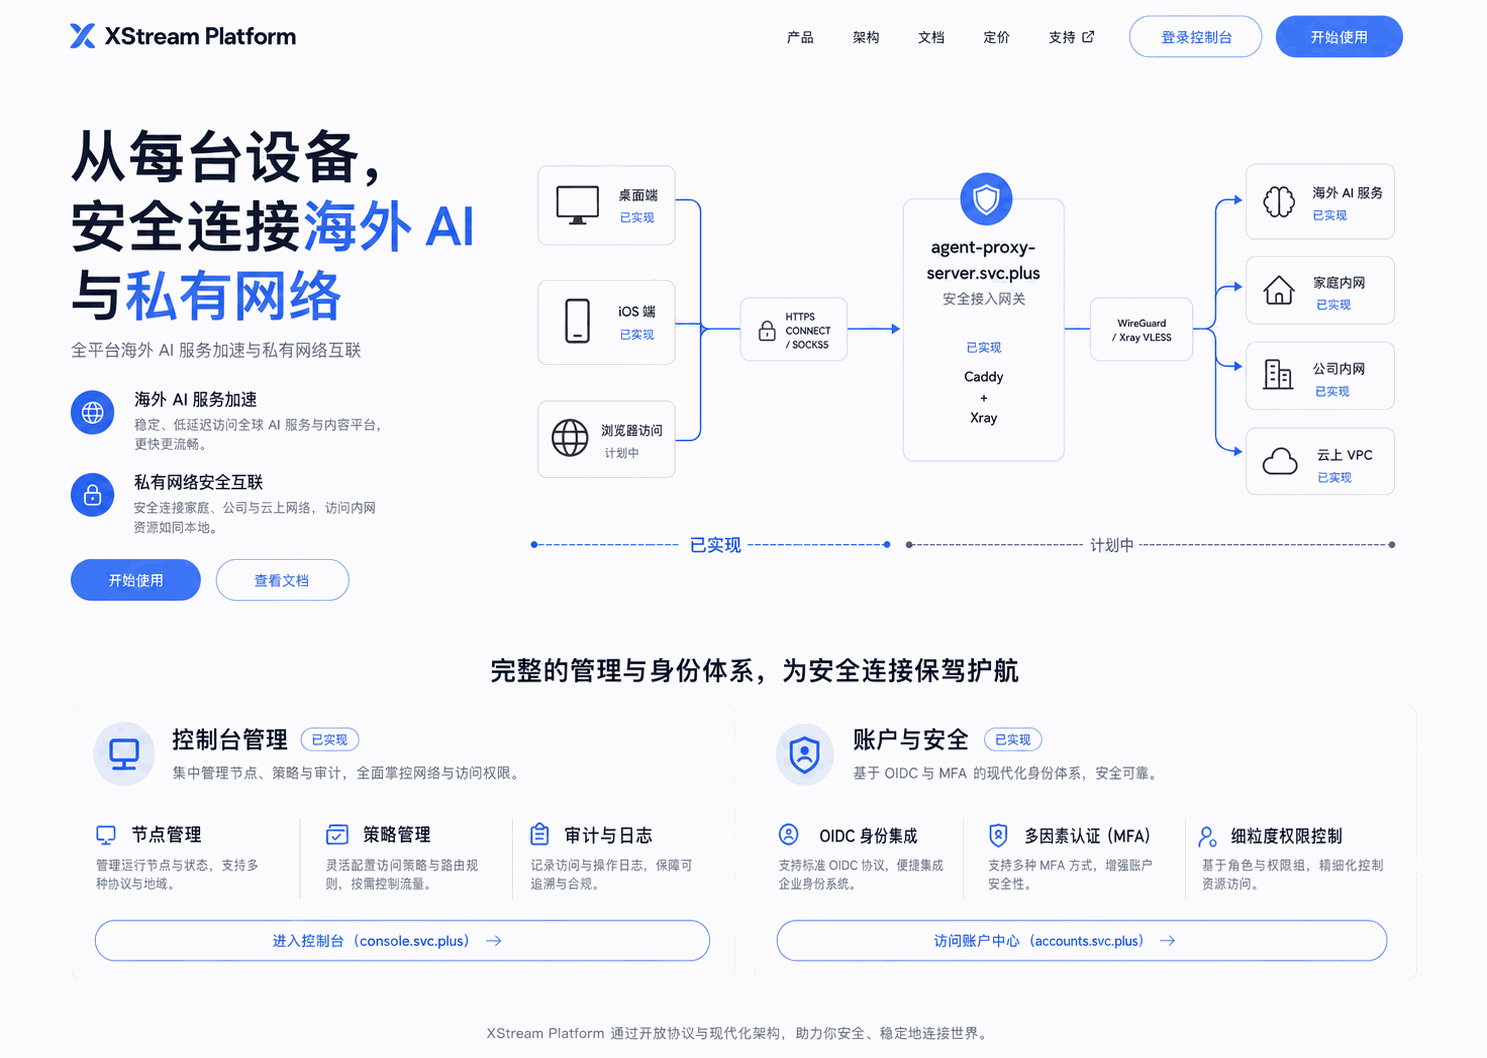 XStream Platform
产品
架构
文档
定价
支持
登录控制台
开始使用
从每台设备，
安全连接海外 AI
与私有网络
全平台海外 AI 服务加速与私有网络互联
海外 AI 服务加速
稳定、低延迟访问全球 AI 服务与内容平台，
更快更流畅。
私有网络安全互联
安全连接家庭、公司与云上网络，访问内网
资源如同本地。
开始使用
查看文档
桌面端
已实现
iOS 端
已实现
浏览器访问
计划中
HTTPS
CONNECT
/ SOCKS5
agent-proxy-
server.svc.plus
安全接入网关
已实现
Caddy
+
Xray
WireGuard
/ Xray VLESS
海外 AI 服务
已实现
家庭内网
已实现
公司内网
已实现
云上 VPC
已实现
已实现
计划中
完整的管理与身份体系，为安全连接保驾护航
控制台管理
已实现
集中管理节点、策略与审计，全面掌控网络与访问权限。
节点管理
管理运行节点与状态，支持多
种协议与地域。
策略管理
灵活配置访问策略与路由规
则，按需控制流量。
审计与日志
记录访问与操作日志，保障可
追溯与合规。
进入控制台（console.svc.plus）
账户与安全
已实现
基于 OIDC 与 MFA 的现代化身份体系，安全可靠。
OIDC 身份集成
支持标准 OIDC 协议，便捷集成
企业身份系统。
多因素认证 (MFA)
支持多种 MFA 方式，增强账户
安全性。
细粒度权限控制
基于角色与权限组，精细化控制
资源访问。
访问账户中心（accounts.svc.plus）
XStream Platform 通过开放协议与现代化架构，助力你安全、稳定地连接世界。